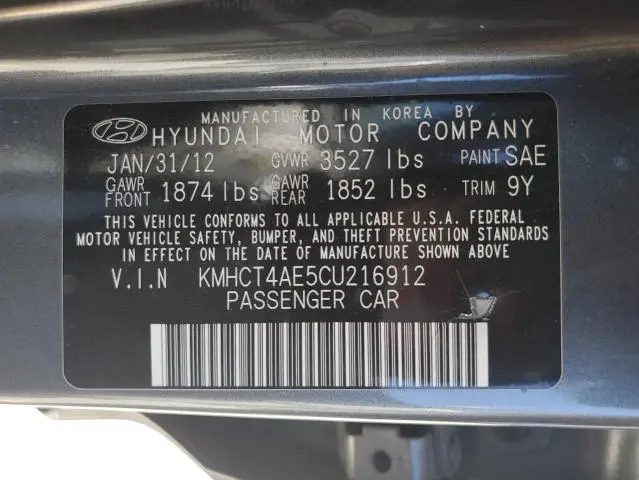 MANUFACTURED IN KOREA BY
HYUNDAI MOTOR COMPANY
JAN/31/12 GVWR 3527 lbs PAINT SAE
GAWR FRONT 1874 lbs GAWR REAR 1852 lbs TRIM 9Y
THIS VEHICLE CONFORMS TO ALL APPLICABLE U.S.A. FEDERAL
MOTOR VEHICLE SAFETY, BUMPER, AND THEFT PREVENTION STANDARDS
IN EFFECT ON THE DATE OF MANUFACTURE SHOWN ABOVE
V.I.N KMHCT4AE5CU216912
PASSENGER CAR